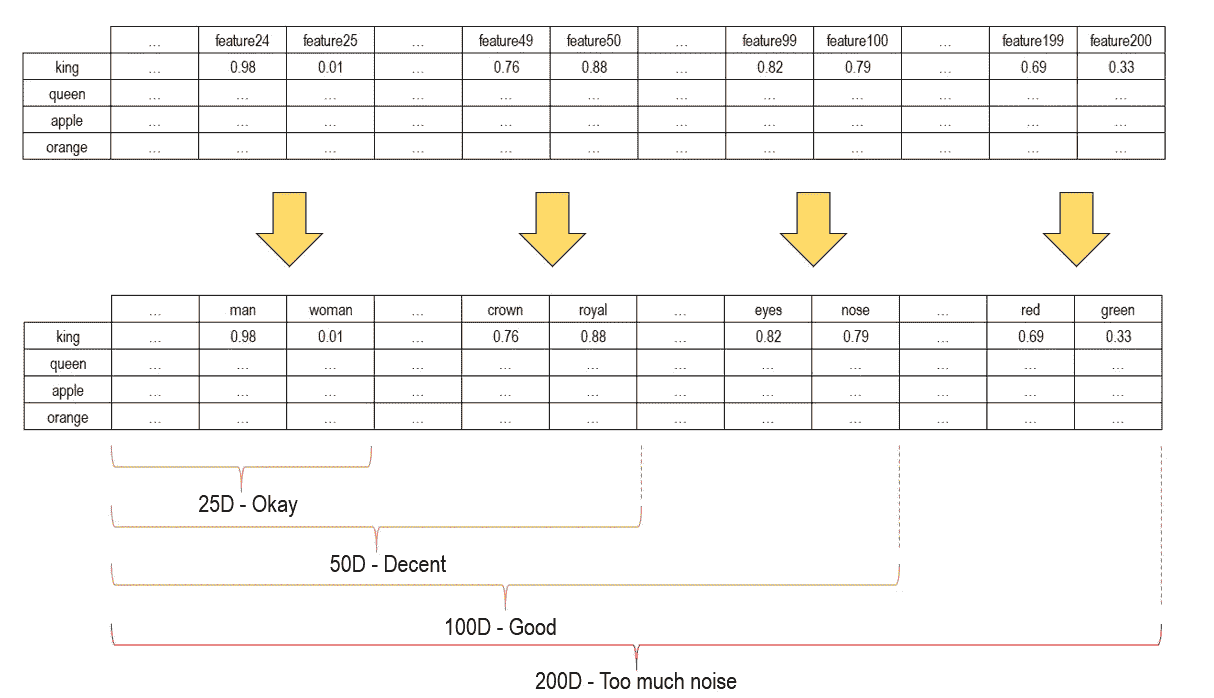 … feature24 feature25 … feature49 feature50 … feature99 feature100 … feature199 feature200
king … 0.98 0.01 … 0.76 0.88 … 0.82 0.79 … 0.69 0.33
queen … … … … … … … … … … … …
apple … … … … … … … … … … … …
orange … … … … … … … … … … … …
… man woman … crown royal … eyes nose … red green
king … 0.98 0.01 … 0.76 0.88 … 0.82 0.79 … 0.69 0.33
queen … … … … … … … … … … … …
apple … … … … … … … … … … … …
orange … … … … … … … … … … … …
25D - Okay
50D - Decent
100D - Good
200D - Too much noise